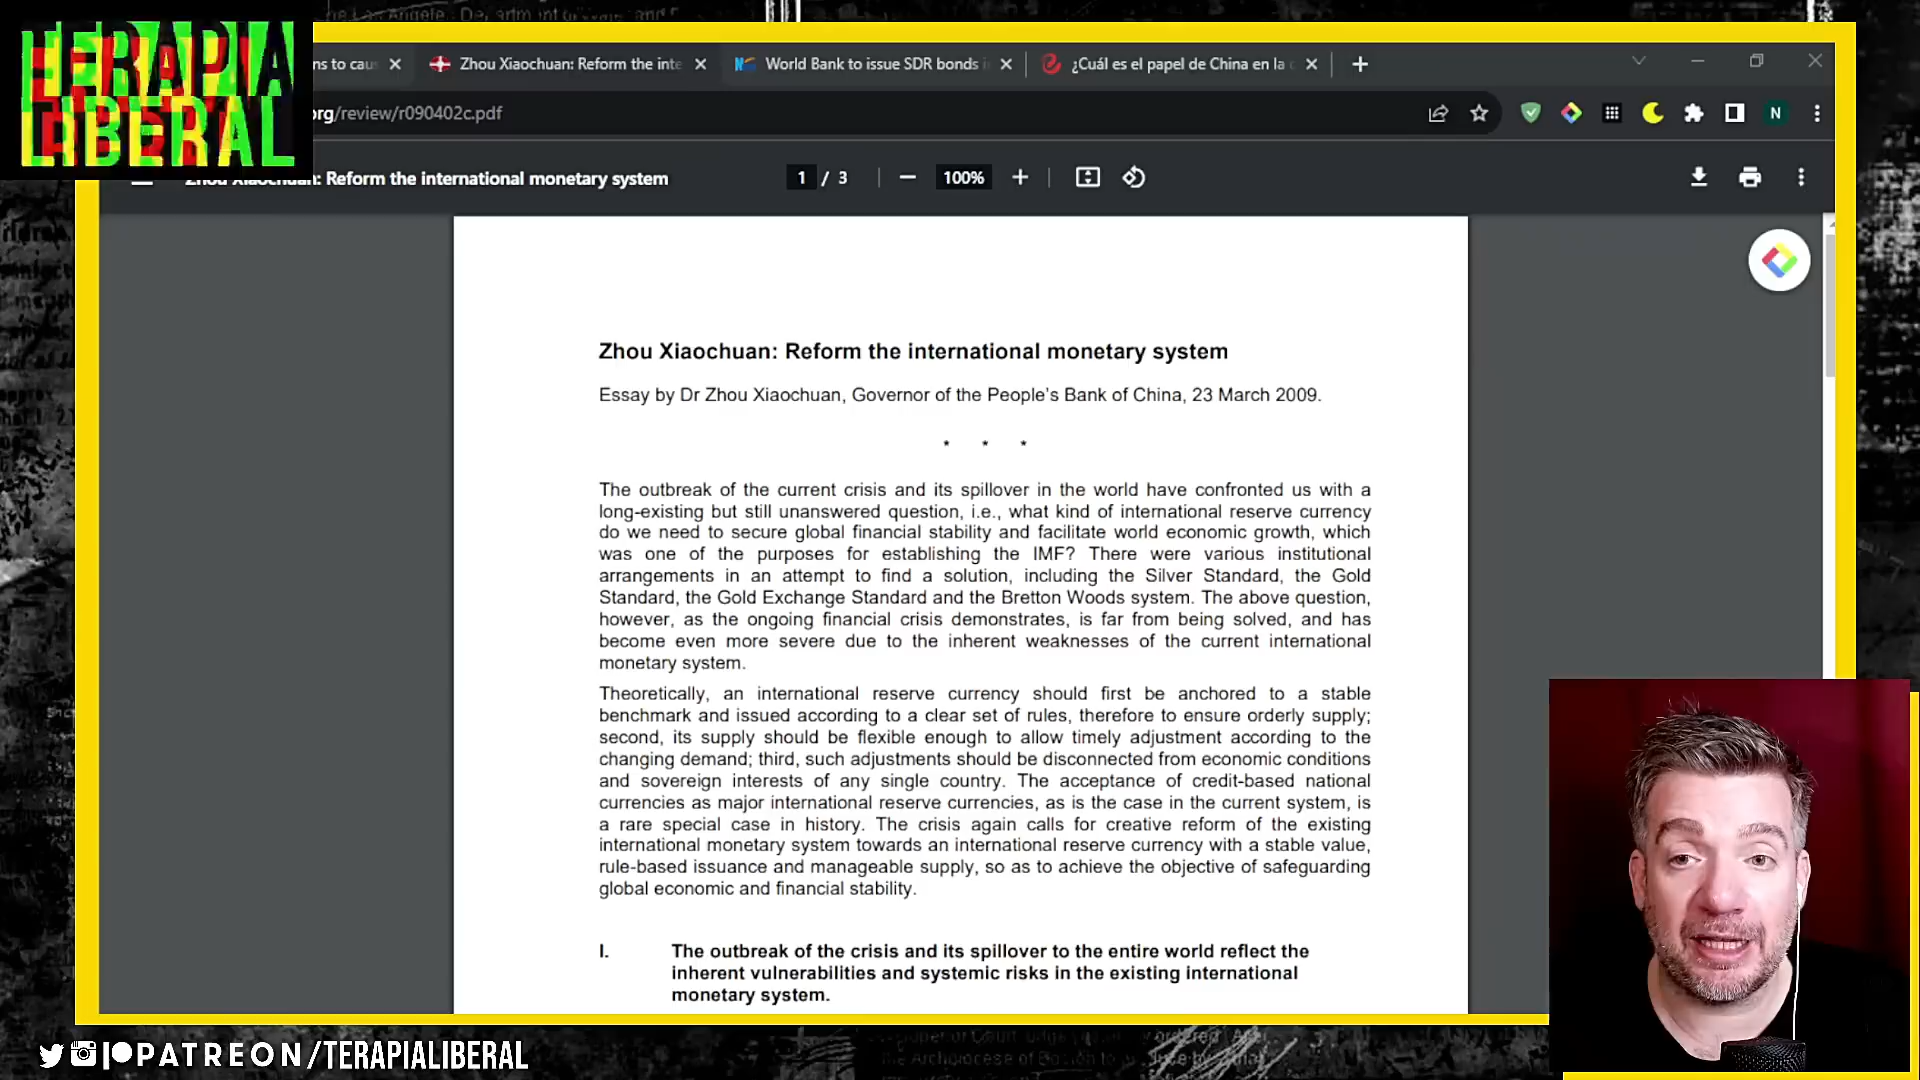 TERAPIA
LIBERAL
ns to cau
Zhou Xiaochuan: Reform the inte
World Bank to issue SDR bonds i
¿Cuál es el papel de China en la c
org/review/r090402c.pdf
N
Zhou Xiaochuan: Reform the international monetary system
1 / 3
100%
Zhou Xiaochuan: Reform the international monetary system
Essay by Dr Zhou Xiaochuan, Governor of the People's Bank of China, 23 March 2009.
* * *
The outbreak of the current crisis and its spillover in the world have confronted us with a
long-existing but still unanswered question, i.e., what kind of international reserve currency
do we need to secure global financial stability and facilitate world economic growth, which
was one of the purposes for establishing the IMF? There were various institutional
arrangements in an attempt to find a solution, including the Silver Standard, the Gold
Standard, the Gold Exchange Standard and the Bretton Woods system. The above question,
however, as the ongoing financial crisis demonstrates, is far from being solved, and has
become even more severe due to the inherent weaknesses of the current international
monetary system.
Theoretically, an international reserve currency should first be anchored to a stable
benchmark and issued according to a clear set of rules, therefore to ensure orderly supply;
second, its supply should be flexible enough to allow timely adjustment according to the
changing demand; third, such adjustments should be disconnected from economic conditions
and sovereign interests of any single country. The acceptance of credit-based national
currencies as major international reserve currencies, as is the case in the current system, is
a rare special case in history. The crisis again calls for creative reform of the existing
international monetary system towards an international reserve currency with a stable value,
rule-based issuance and manageable supply, so as to achieve the objective of safeguarding
global economic and financial stability.
I. The outbreak of the crisis and its spillover to the entire world reflect the
inherent vulnerabilities and systemic risks in the existing international
monetary system.
PATREON/TERAPIALIBERAL